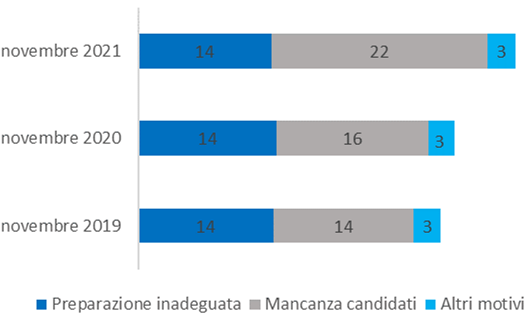 novembre 2021 14 22 3
novembre 2020 14 16 3
novembre 2019 14 14 3
Preparazione inadeguata Mancanza candidati Altri motivi